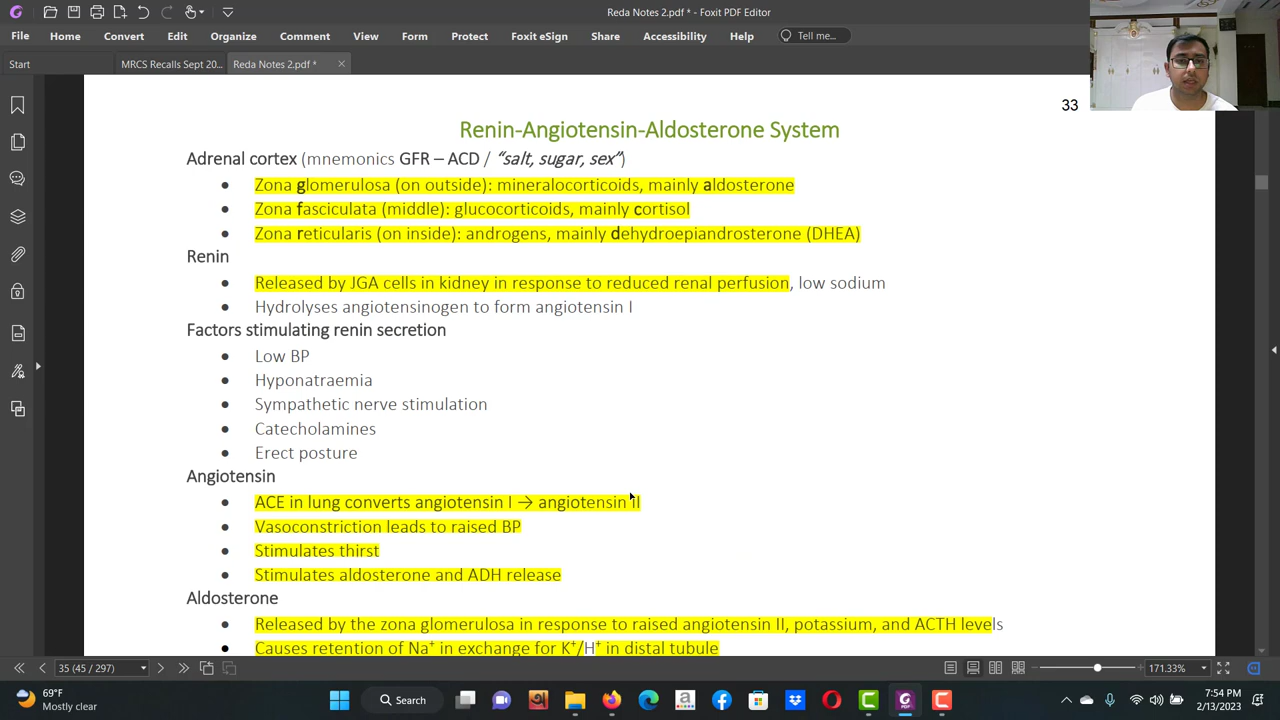 Reda Notes 2.pdf * - Foxit PDF Editor
File Home Convert Edit Organize Comment View Form Protect Foxit eSign Share Accessibility Help Tell me...
Start MRCS Recalls Sept 20... Reda Notes 2.pdf *
33
Renin-Angiotensin-Aldosterone System
Adrenal cortex (mnemonics GFR – ACD / “salt, sugar, sex”)
• Zona glomerulosa (on outside): mineralocorticoids, mainly aldosterone
• Zona fasciculata (middle): glucocorticoids, mainly cortisol
• Zona reticularis (on inside): androgens, mainly dehydroepiandrosterone (DHEA)
Renin
• Released by JGA cells in kidney in response to reduced renal perfusion, low sodium
• Hydrolyses angiotensinogen to form angiotensin I
Factors stimulating renin secretion
• Low BP
• Hyponatraemia
• Sympathetic nerve stimulation
• Catecholamines
• Erect posture
Angiotensin
• ACE in lung converts angiotensin I → angiotensin II
• Vasoconstriction leads to raised BP
• Stimulates thirst
• Stimulates aldosterone and ADH release
Aldosterone
• Released by the zona glomerulosa in response to raised angiotensin II, potassium, and ACTH levels
• Causes retention of Na⁺ in exchange for K⁺/H⁺ in distal tubule
35 (45 / 297) 171.33%
69°F
Mostly clear
Search
7:54 PM
2/13/2023